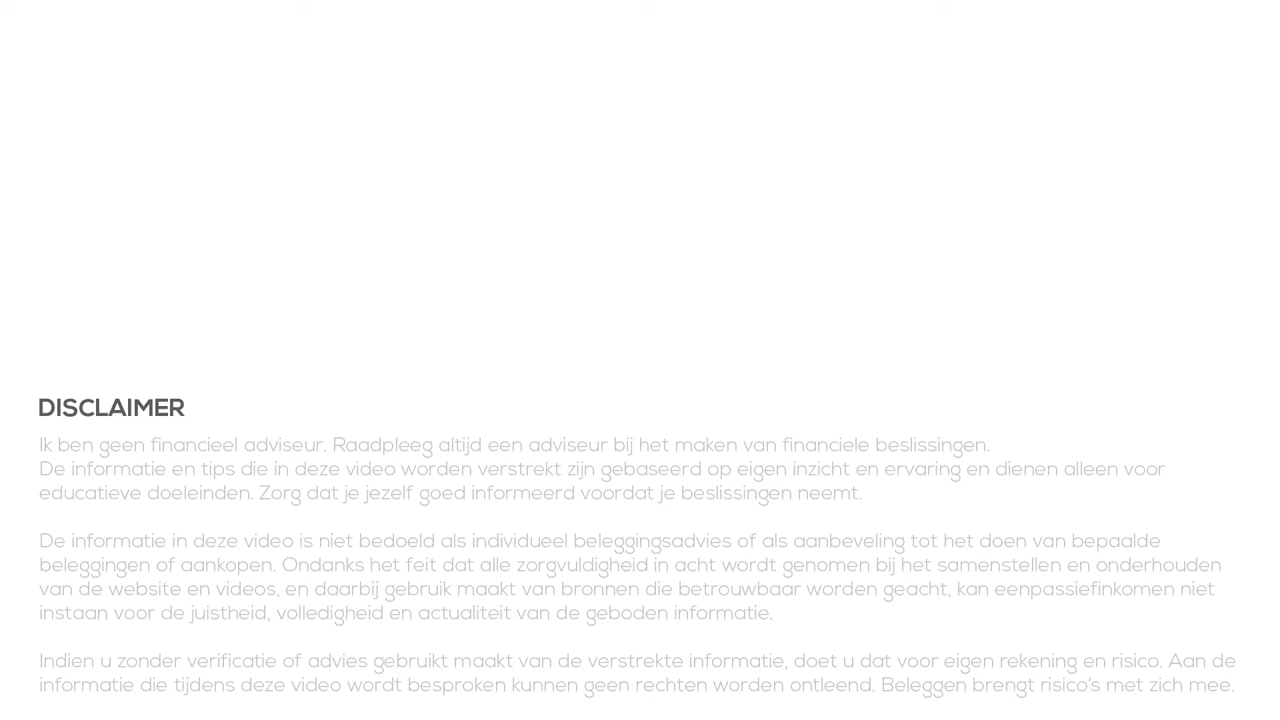 DISCLAIMER
Ik ben geen financieel adviseur. Raadpleeg altijd een adviseur bij het maken van financiele beslissingen.
De informatie en tips die in deze video worden verstrekt zijn gebaseerd op eigen inzicht en ervaring en dienen alleen voor
educatieve doeleinden. Zorg dat je jezelf goed informeerd voordat je beslissingen neemt.
De informatie in deze video is niet bedoeld als individueel beleggingsadvies of als aanbeveling tot het doen van bepaalde
beleggingen of aankopen. Ondanks het feit dat alle zorgvuldigheid in acht wordt genomen bij het samenstellen en onderhouden
van de website en videos, en daarbij gebruik maakt van bronnen die betrouwbaar worden geacht, kan eenpassiefinkomen niet
instaan voor de juistheid, volledigheid en actualiteit van de geboden informatie.
Indien u zonder verificatie of advies gebruikt maakt van de verstrekte informatie, doet u dat voor eigen rekening en risico. Aan de
informatie die tijdens deze video wordt besproken kunnen geen rechten worden ontleend. Beleggen brengt risico's met zich mee.